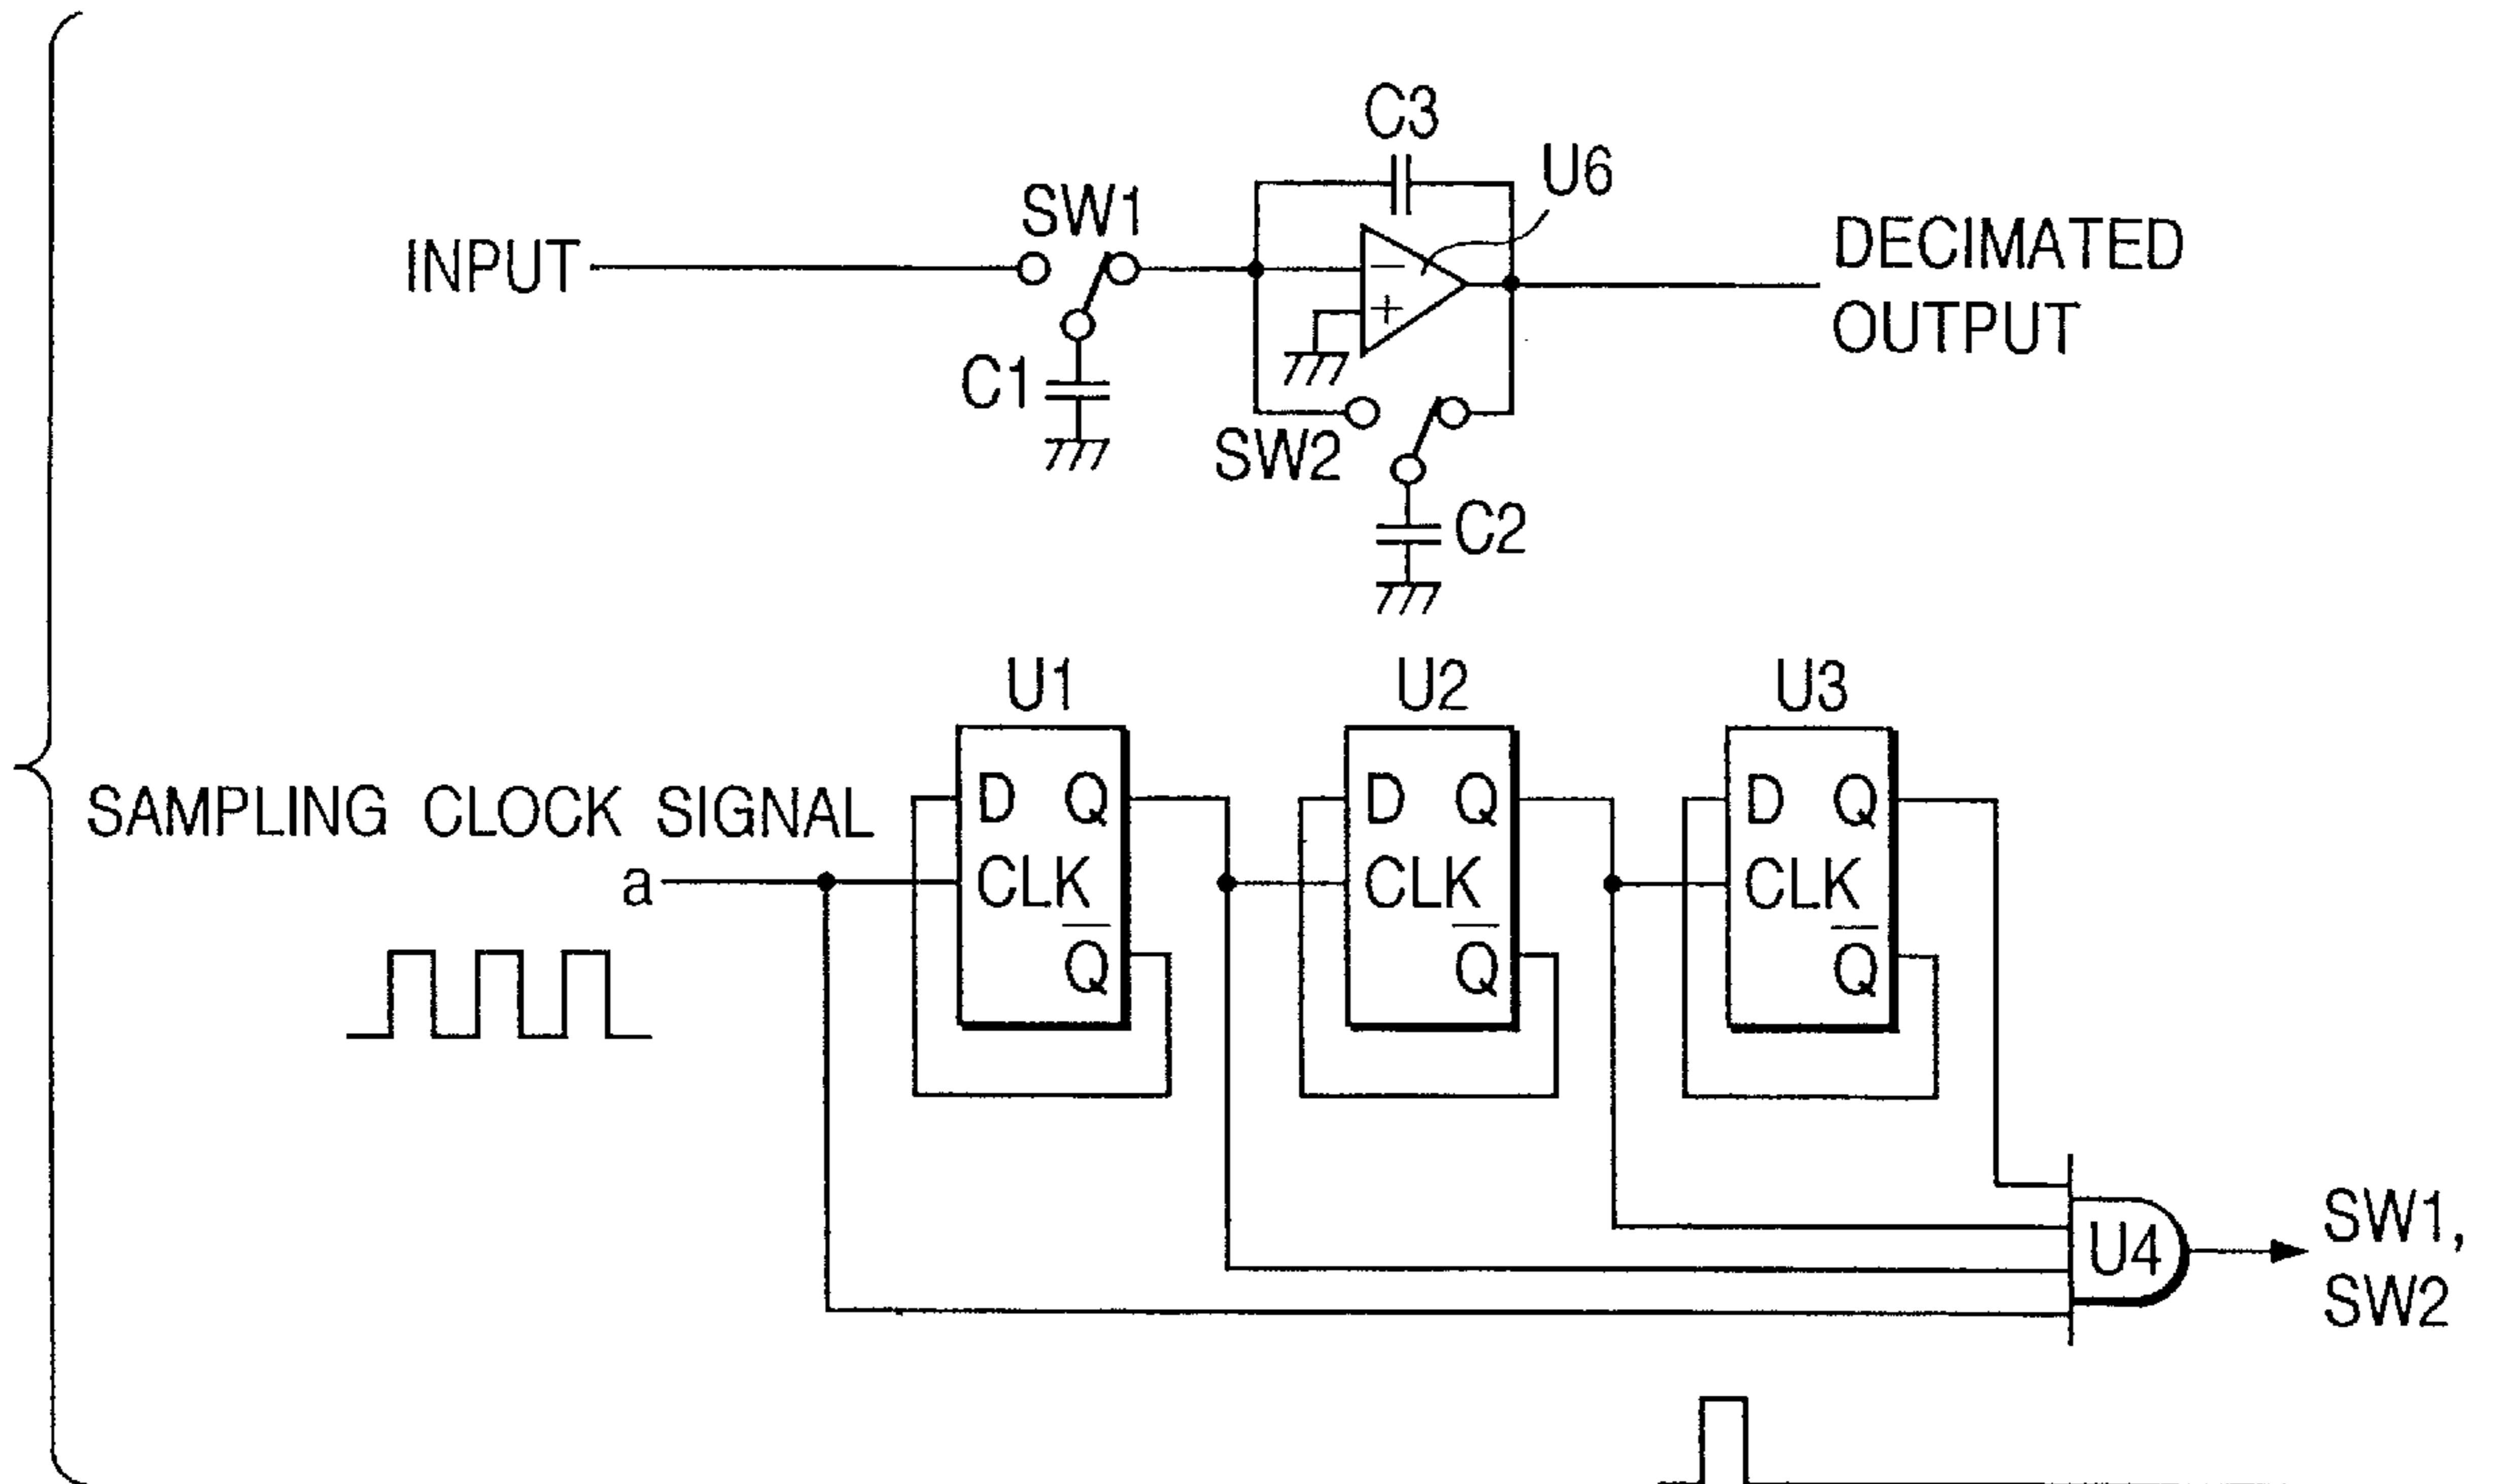 C3
U6
SW1
INPUT
DECIMATED
OUTPUT
−
+
C1
SW2
C2
U1
U2
U3
SAMPLING CLOCK SIGNAL
a
D Q
CLK
Q̅
D Q
CLK
Q̅
D Q
CLK
Q̅
U4
SW1,
SW2